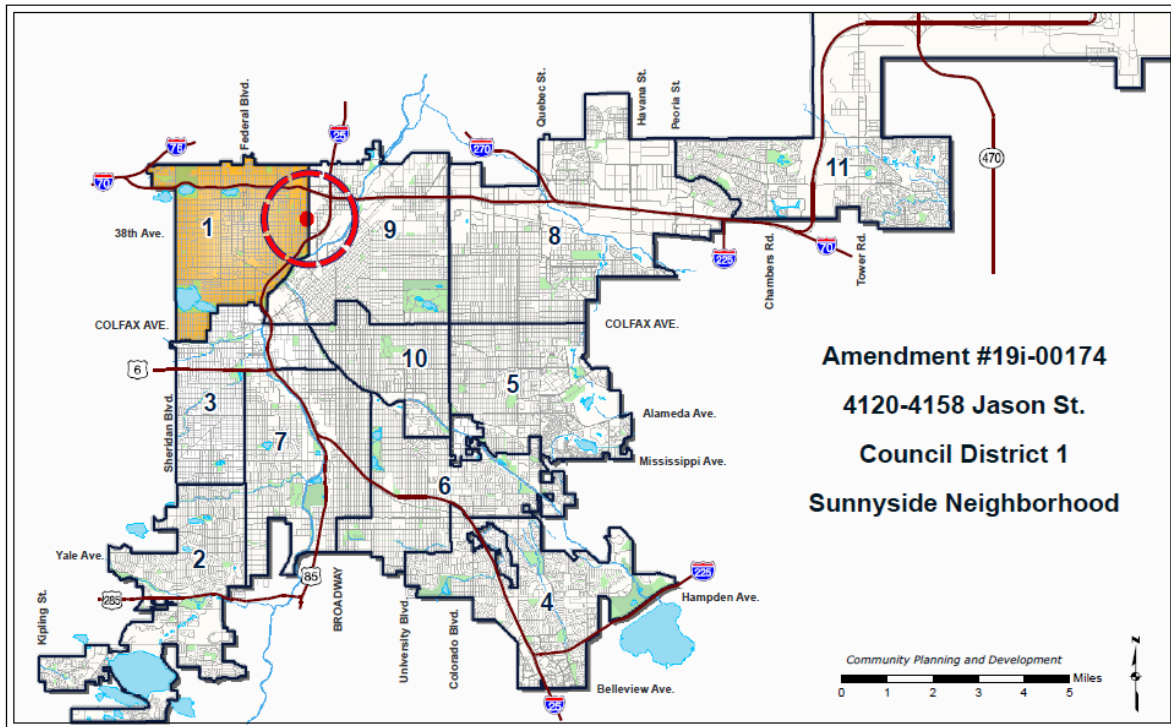 Federal Blvd.
Quebec St.
Havana St.
Peoria St.
76
25
270
470
70
11
1
38th Ave.
9
8
225
70
Chambers Rd.
Tower Rd.
COLFAX AVE.
COLFAX AVE.
10
6
5
3
Sheridan Blvd.
7
Alameda Ave.
Mississippi Ave.
6
Yale Ave.
2
85
285
Kipling St.
BROADWAY
University Blvd.
Colorado Blvd.
4
225
Hampden Ave.
Belleview Ave.
25
Amendment #19i-00174
4120-4158 Jason St.
Council District 1
Sunnyside Neighborhood
Community Planning and Development
Miles
0 1 2 3 4 5